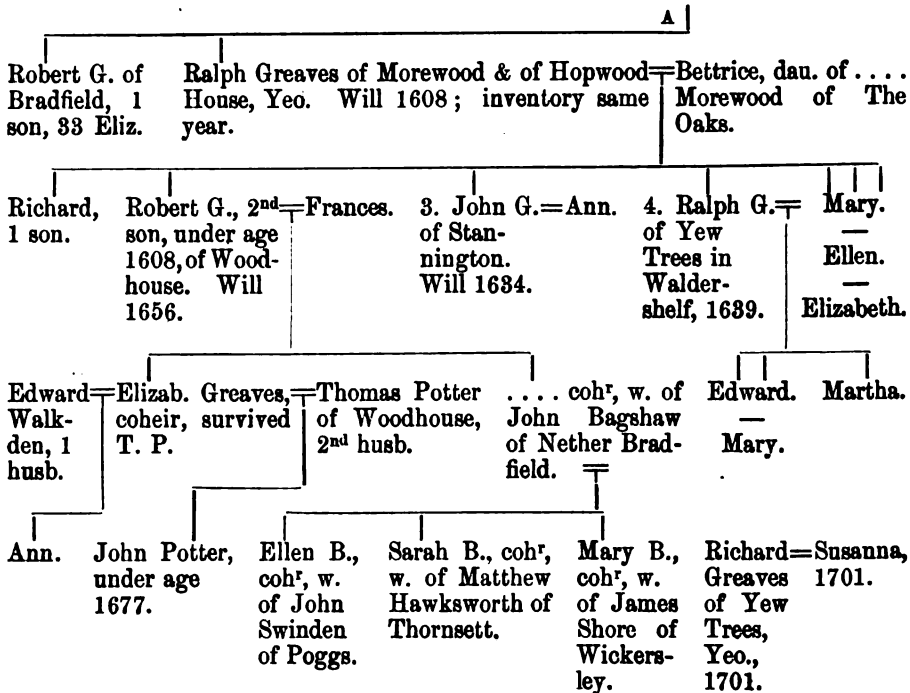 A
Robert G. of
Bradfield, 1
son, 33 Eliz.
Ralph Greaves of Morewood & of Hopwood
House, Yeo. Will 1608; inventory same
year.
Bettrice, dau. of ....
Morewood of The
Oaks.
Richard,
1 son.
Robert G., 2nd
son, under age
1608, of Wood-
house. Will
1656.
Frances.
3. John G.=Ann.
of Stan-
nington.
Will 1634.
4. Ralph G.
of Yew
Trees in
Walder-
shelf, 1639.
Mary.
—
Ellen.
—
Elizabeth.
Edward
Walk-
den, 1
husb.
Elizab. Greaves,
coheir, survived
T. P.
Thomas Potter
of Woodhouse,
2nd husb.
.... cohr, w. of
John Bagshaw
of Nether Brad-
field.
Edward.
—
Mary.
Martha.
Ann.
John Potter,
under age
1677.
Ellen B.,
cohr, w.
of John
Swinden
of Poggs.
Sarah B., cohr,
w. of Matthew
Hawksworth of
Thornsett.
Mary B.,
cohr, w.
of James
Shore of
Wickers-
ley.
Richard=Susanna,
Greaves
of Yew
Trees,
Yeo.,
1701.
1701.